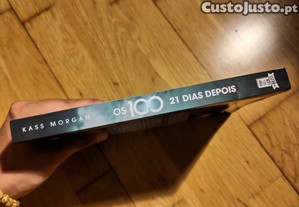 CustoJusto.pt
KASS MORGAN OS 100 21 DIAS DEPOIS